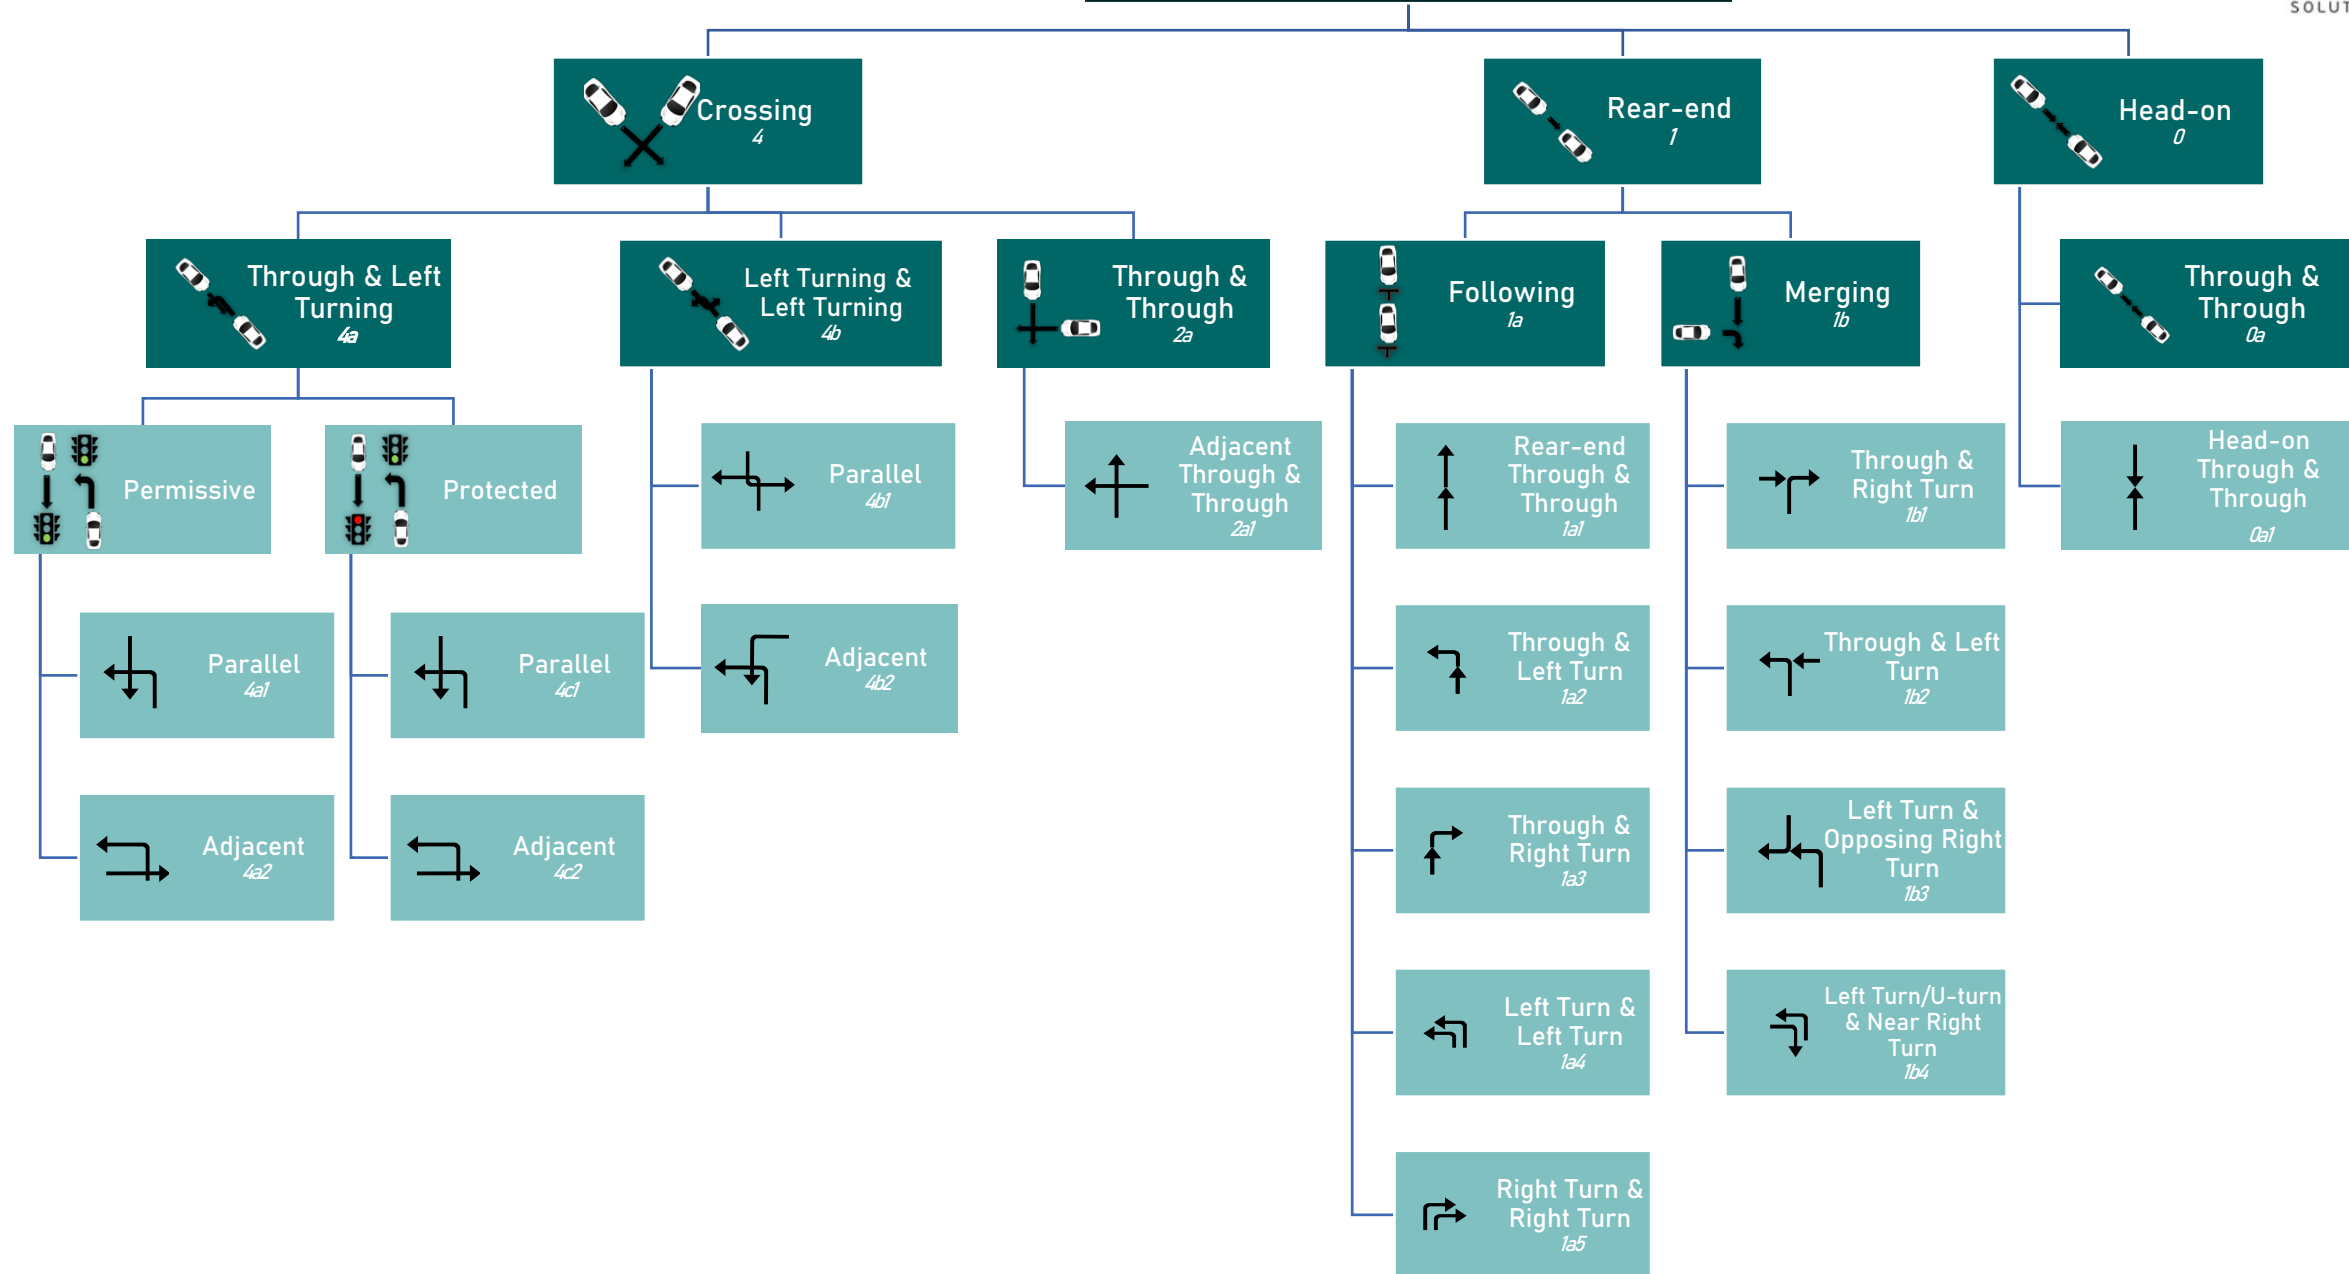 SOLUT
Crossing
4
Rear-end
1
Head-on
0
Through & Left
Turning
4a
Left Turning &
Left Turning
4b
Through &
Through
2a
Following
1a
Merging
1b
Through &
Through
0a
Permissive
Protected
Parallel
4b1
Adjacent
Through &
Through
2a1
Rear-end
Through &
Through
1a1
Through &
Right Turn
1b1
Head-on
Through &
Through
0a1
Parallel
4a1
Parallel
4c1
Adjacent
4b2
Through &
Left Turn
1a2
Through & Left
Turn
1b2
Adjacent
4a2
Adjacent
4c2
Through &
Right Turn
1a3
Left Turn &
Opposing Right
Turn
1b3
Left Turn &
Left Turn
1a4
Left Turn/U-turn
& Near Right
Turn
1b4
Right Turn &
Right Turn
1a5